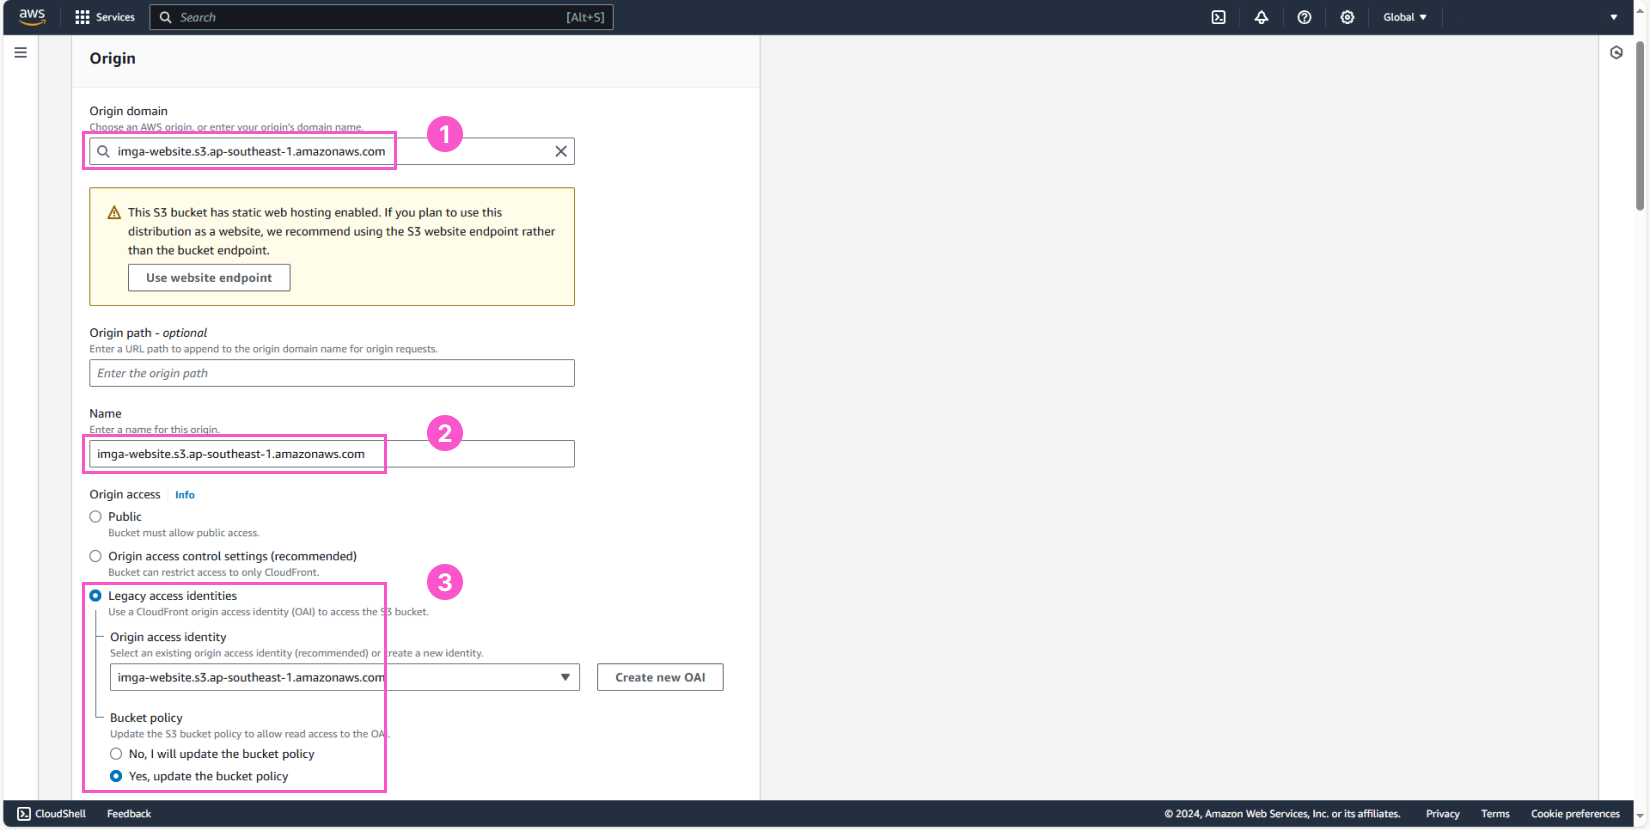 aws
Services
Search
[Alt+S]
Global
Origin
Origin domain
Choose an AWS origin, or enter your origin's domain name.
1
imga-website.s3.ap-southeast-1.amazonaws.com
This S3 bucket has static web hosting enabled. If you plan to use this
distribution as a website, we recommend using the S3 website endpoint rather
than the bucket endpoint.
Use website endpoint
Origin path - optional
Enter a URL path to append to the origin domain name for origin requests.
Enter the origin path
Name
Enter a name for this origin.
2
imga-website.s3.ap-southeast-1.amazonaws.com
Origin access
Info
Public
Bucket must allow public access.
Origin access control settings (recommended)
Bucket can restrict access to only CloudFront.
3
Legacy access identities
Use a CloudFront origin access identity (OAI) to access the S3 bucket.
Origin access identity
Select an existing origin access identity (recommended) or create a new identity.
imga-website.s3.ap-southeast-1.amazonaws.com
Create new OAI
Bucket policy
Update the S3 bucket policy to allow read access to the OAI.
No, I will update the bucket policy
Yes, update the bucket policy
CloudShell
Feedback
© 2024, Amazon Web Services, Inc. or its affiliates.
Privacy
Terms
Cookie preferences